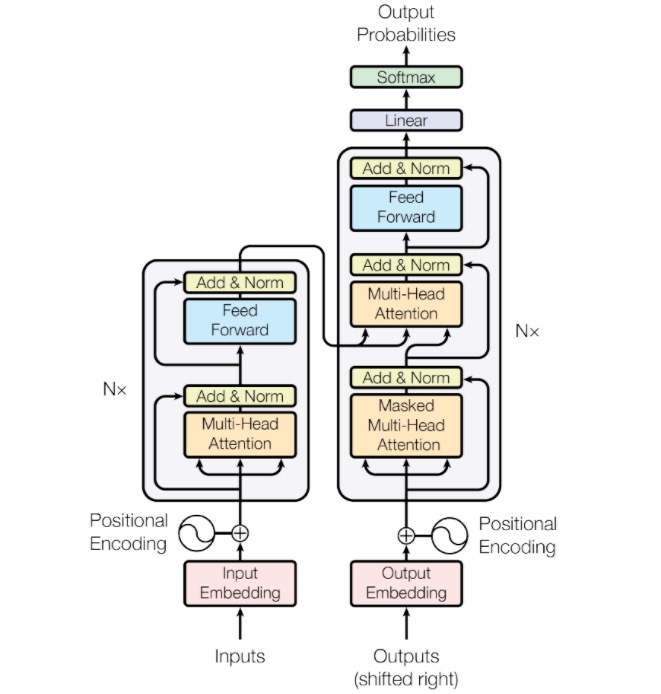 Output
Probabilities
Softmax
Linear
Add & Norm
Feed
Forward
Add & Norm
Multi-Head
Attention
Nx
Add & Norm
Masked
Multi-Head
Attention
Add & Norm
Feed
Forward
Nx
Add & Norm
Multi-Head
Attention
Positional
Encoding
Positional
Encoding
Input
Embedding
Output
Embedding
Inputs
Outputs
(shifted right)